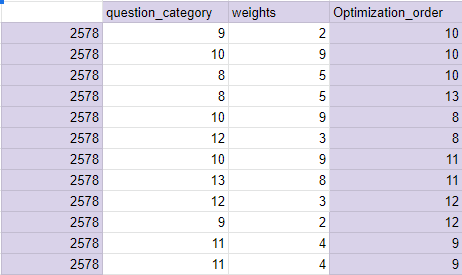 question_category weights Optimization_order
2578 9 2 10
2578 10 9 10
2578 8 5 10
2578 8 5 13
2578 10 9 8
2578 12 3 8
2578 10 9 11
2578 13 8 11
2578 12 3 12
2578 9 2 12
2578 11 4 9
2578 11 4 9